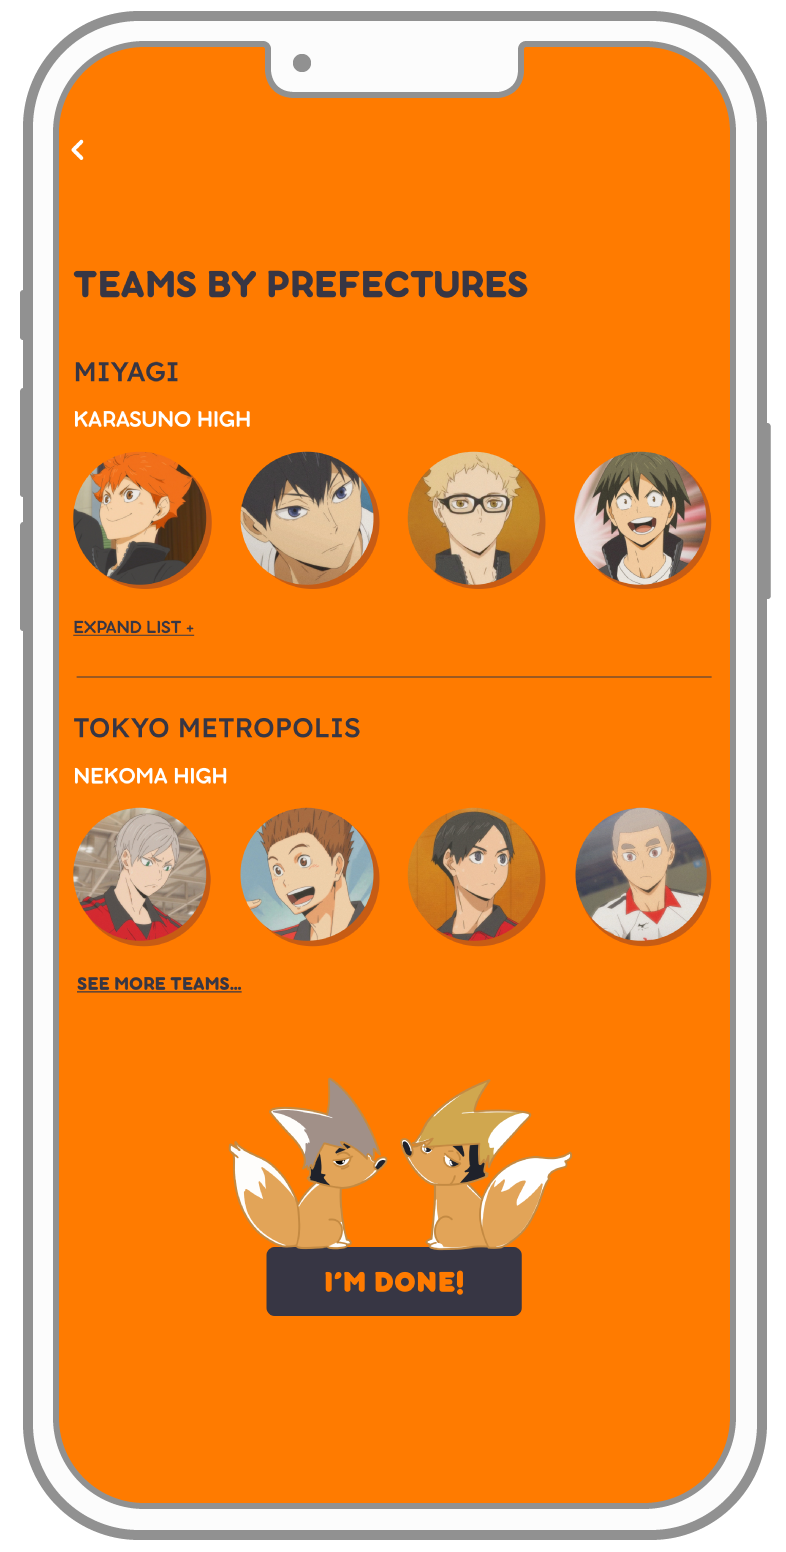 TEAMS BY PREFECTURES
MIYAGI
KARASUNO HIGH
EXPAND LIST +
TOKYO METROPOLIS
NEKOMA HIGH
SEE MORE TEAMS...
I'M DONE!